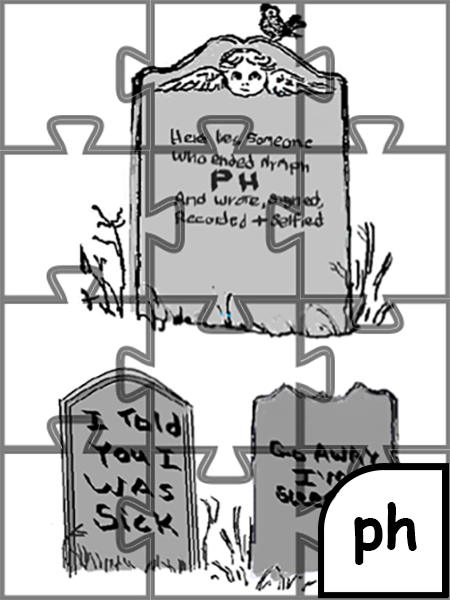 Here lies Someone
Who ended Nymph
PH
And wrote, signed,
Recorded + Selfied
I Told
You I
WAS
Sick
Go AWAY
I'm
ph